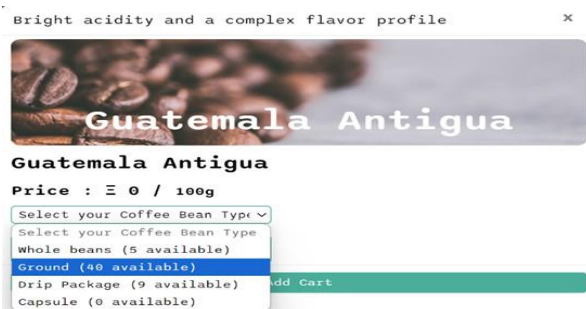 Bright acidity and a complex flavor profile ×
Guatemala Antigua
Guatemala Antigua
Price : Ξ 0 / 100g
Select your Coffee Bean Type
Select your Coffee Bean Type
Whole beans (5 available)
Ground (40 available)
Drip Package (9 available)
Add Cart
Capsule (0 available)